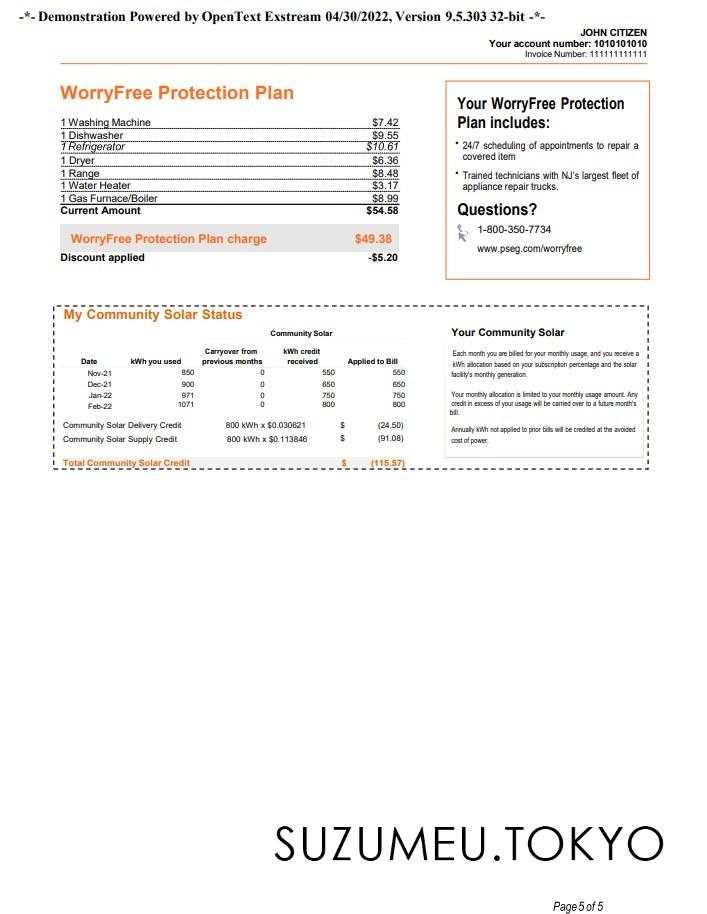 -*- Demonstration Powered by OpenText Exstream 04/30/2022, Version 9.5.303 32-bit -*-
JOHN CITIZEN
Your account number: 1010101010
Invoice Number: 111111111111
WorryFree Protection Plan
1 Washing Machine $7.42
1 Dishwasher $9.55
1 Refrigerator $10.61
1 Dryer $6.36
1 Range $8.48
1 Water Heater $3.17
1 Gas Furnace/Boiler $8.99
Current Amount $54.58
WorryFree Protection Plan charge $49.38
Discount applied -$5.20
Your WorryFree Protection
Plan includes:
• 24/7 scheduling of appointments to repair a
covered item
• Trained technicians with NJ's largest fleet of
appliance repair trucks.
Questions?
1-800-350-7734
www.pseg.com/worryfree
My Community Solar Status
Community Solar
Carryover from kWh credit
Date kWh you used previous months received Applied to Bill
Nov-21 850 0 550 550
Dec-21 900 0 650 650
Jan-22 971 0 750 750
Feb-22 1071 0 800 800
Community Solar Delivery Credit 800 kWh x $0.030621 $ (24.50)
Community Solar Supply Credit 800 kWh x $0.113846 $ (91.08)
Total Community Solar Credit $ (115.57)
Your Community Solar
Each month you are billed for your monthly usage, and you receive a
kWh allocation based on your subscription percentage and the solar
facility's monthly generation.
Your monthly allocation is limited to your monthly usage amount. Any
credit in excess of your usage will be carried over to a future month's
bill.
Annually kWh not applied to prior bills will be credited at the avoided
cost of power.
SUZUMEU.TOKYO
Page 5 of 5